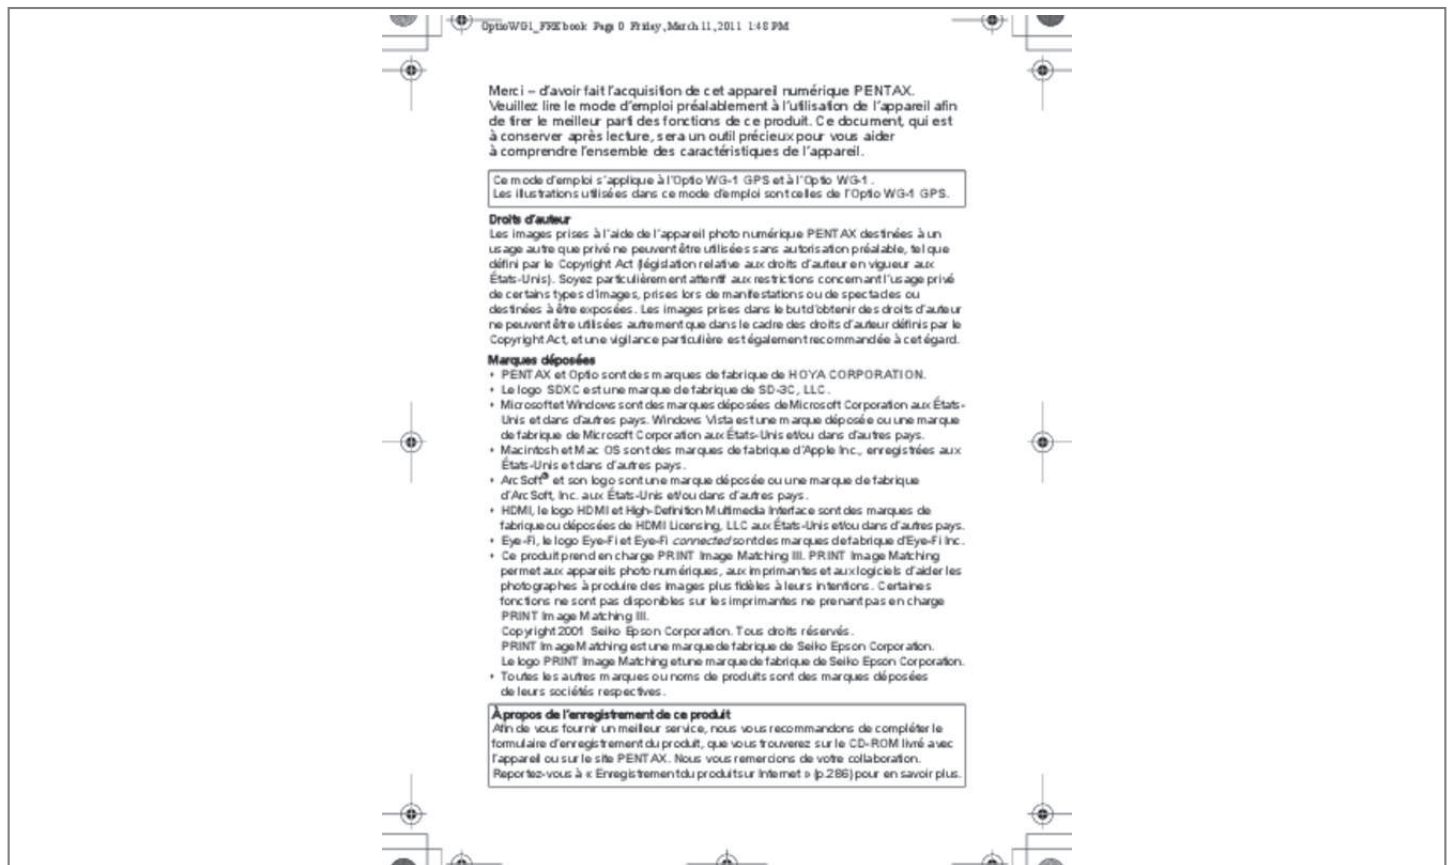 OptioWG1_FRE.book Page 0 Friday, March 11, 2011 1:48 PM
Merci – d’avoir fait l’acquisition de cet appareil numérique PENTAX.
Veuillez lire le mode d’emploi préalablement à l’utilisation de l’appareil afin
de tirer le meilleur parti des fonctions de ce produit. Ce document, qui est
à conserver après lecture, sera un outil précieux pour vous aider
à comprendre l’ensemble des caractéristiques de l’appareil.
Ce mode d’emploi s’applique à l’Optio WG-1 GPS et à l’Optio WG-1.
Les illustrations utilisées dans ce mode d’emploi sont celles de l’Optio WG-1 GPS.
Droits d’auteur
Les images prises à l’aide de l’appareil photo numérique PENTAX destinées à un
usage autre que privé ne peuvent être utilisées sans autorisation préalable, tel que
défini par le Copyright Act (législation relative aux droits d’auteur en vigueur aux
États-Unis). Soyez particulièrement attentif aux restrictions concernant l’usage privé
de certains types d’images, prises lors de manifestations ou de spectacles ou
destinées à être exposées. Les images prises dans le but d’obtenir des droits d’auteur
ne peuvent être utilisées autrement que dans le cadre des droits d’auteur définis par le
Copyright Act, et une vigilance particulière est également recommandée à cet égard.
Marques déposées
• PENTAX et Optio sont des marques de fabrique de HOYA CORPORATION.
• Le logo SDXC est une marque de fabrique de SD-3C, LLC.
• Microsoft et Windows sont des marques déposées de Microsoft Corporation aux États-
Unis et dans d’autres pays. Windows Vista est une marque déposée ou une marque
de fabrique de Microsoft Corporation aux États-Unis et/ou dans d’autres pays.
• Macintosh et Mac OS sont des marques de fabrique d’Apple Inc., enregistrées aux
États-Unis et dans d’autres pays.
• ArcSoft® et son logo sont une marque déposée ou une marque de fabrique
d’ArcSoft, Inc. aux États-Unis et/ou dans d’autres pays.
• HDMI, le logo HDMI et High-Definition Multimedia Interface sont des marques de
fabrique ou déposées de HDMI Licensing, LLC aux États-Unis et/ou dans d’autres pays.
• Eye-Fi, le logo Eye-Fi et Eye-Fi connected sont des marques de fabrique d’Eye-Fi Inc.
• Ce produit prend en charge PRINT Image Matching III. PRINT Image Matching
permet aux appareils photo numériques, aux imprimantes et aux logiciels d’aider les
photographes à produire des images plus fidèles à leurs intentions. Certaines
fonctions ne sont pas disponibles sur les imprimantes ne prenant pas en charge
PRINT Image Matching III.
Copyright 2001 Seiko Epson Corporation. Tous droits réservés.
PRINT Image Matching est une marque de fabrique de Seiko Epson Corporation.
Le logo PRINT Image Matching et une marque de fabrique de Seiko Epson Corporation.
• Toutes les autres marques ou noms de produits sont des marques déposées
de leurs sociétés respectives.
À propos de l’enregistrement de ce produit
Afin de vous fournir un meilleur service, nous vous recommandons de compléter le
formulaire d’enregistrement du produit, que vous trouverez sur le CD-ROM livré avec
l’appareil ou sur le site PENTAX. Nous vous remercions de votre collaboration.
Reportez-vous à « Enregistrement du produit sur Internet » (p.286) pour en savoir plus.